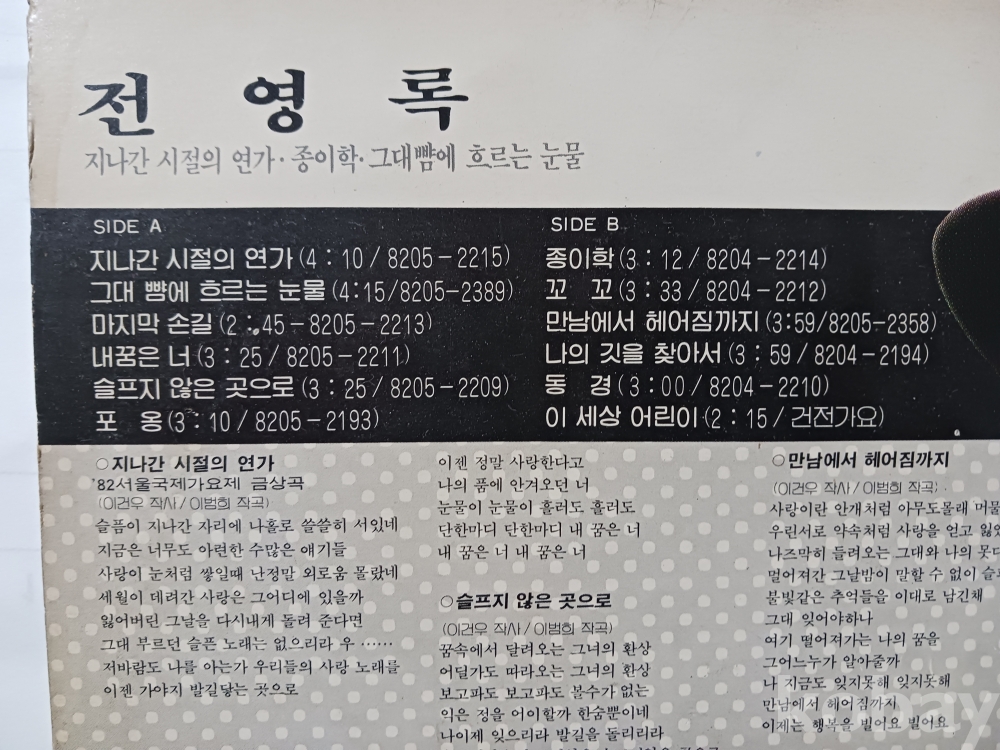 전 영 록
지나간 시절의 연가·종이학·그대뺨에 흐르는 눈물
SIDE A
지나간 시절의 연가 (4 : 10 / 8205 - 2215)
그대 뺨에 흐르는 눈물 (4:15/8205-2389)
마지막 손길 (2 : 45 - 8205 - 2213)
내꿈은 너 (3 : 25 / 8205 - 2211)
슬프지 않은 곳으로 (3 : 25 / 8205 - 2209)
포 옹 (3 : 10 / 8205 - 2193)
SIDE B
종이학 (3 : 12 / 8204 - 2214)
꼬 꼬 (3 : 33 / 8204 - 2212)
만남에서 헤어짐까지 (3:59/8205-2358)
나의 깃을 찾아서 (3 : 59 / 8204 - 2194)
동 경 (3 : 00 / 8204 - 2210)
이 세상 어린이 (2 : 15 / 건전가요)
○지나간 시절의 연가
'82서울국제가요제 금상곡
(이건우 작사 / 이범희 작곡)
슬픔이 지나간 자리에 나홀로 쓸쓸히 서있네
지금은 너무도 아련한 수많은 얘기들
사랑이 눈처럼 쌓일때 난정말 외로움 몰랐네
세월이 데려간 사랑은 그어디에 있을까
잃어버린 그날을 다시내게 돌려 준다면
그대 부르던 슬픈 노래는 없으리라 우 ……
저바람도 나를 아는가 우리들의 사랑 노래를
이젠 가야지 발길닿는 곳으로
이젠 정말 사랑한다고
나의 품에 안겨오던 너
눈물이 눈물이 흘러도 흘러도
단한마디 단한마디 내 꿈은 너
내 꿈은 너 내 꿈은 너
○슬프지 않은 곳으로
(이건우 작사 / 이범희 작곡)
꿈속에서 달려오는 그녀의 환상
어딜가도 따라오는 그녀의 환상
보고파도 보고파도 볼수가 없는
익은 정을 어이할까 한숨뿐이네
나이제 잊으리라 발길을 돌리리라
○만남에서 헤어짐까지
(이건우 작사 / 이범희 작곡)
사랑이란 안개처럼 아무도몰래 머물
우린서로 약속처럼 사랑을 얻고 잃었
나즈막히 들려오는 그대와 나의 못다
멀어져간 그날밤이 말할 수 없이 슬프
불빛같은 추억들을 이대로 남긴채
그대 잊어야하나
여기 떨어져가는 나의 꿈을
그어느누가 알아줄까
나 지금도 잊지못해 잊지못해
만남에서 헤어짐까지
이제는 행복을 빌어요 빌어요